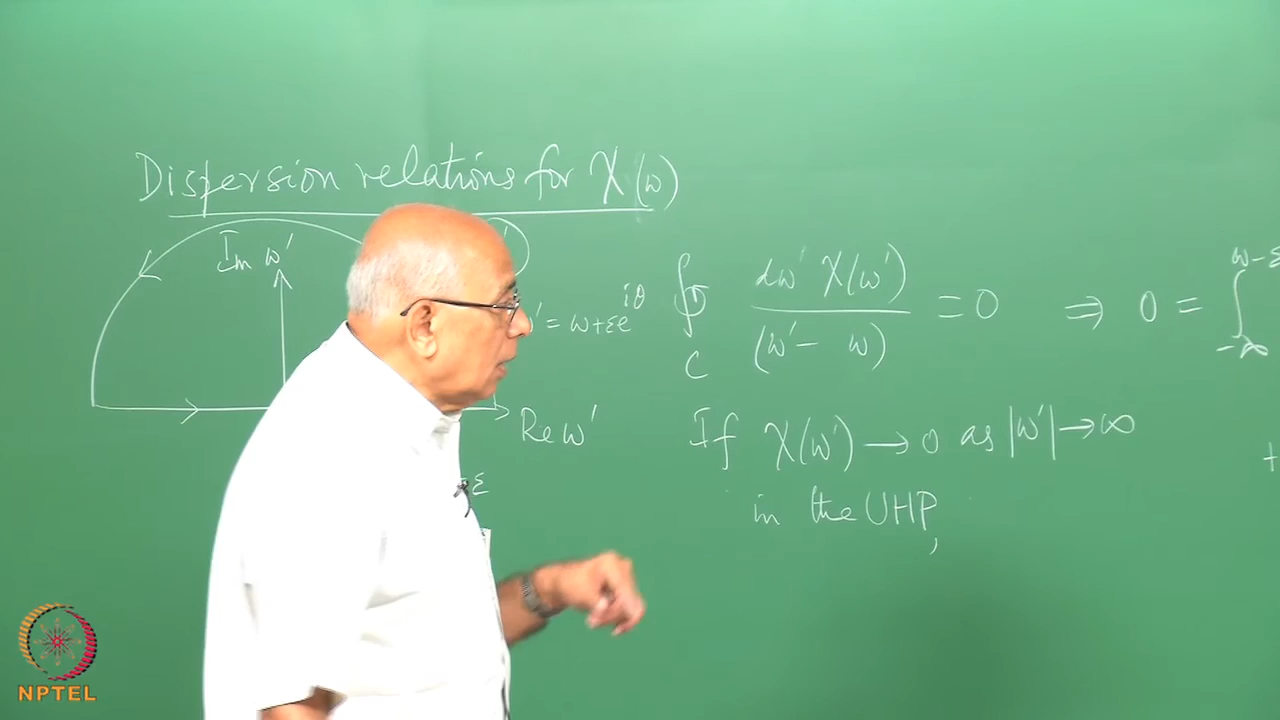 Dispersion relations for χ(ω)
Im ω'
ω' = ω+εe^{iθ}
Re ω'
ε
∮_C dω' χ(ω') / (ω' - ω) = 0 ⇒ 0 = ∫_{-∞}^{ω-ε}
If χ(ω') → 0 as |ω'| → ∞
in the UHP,
+
NPTEL